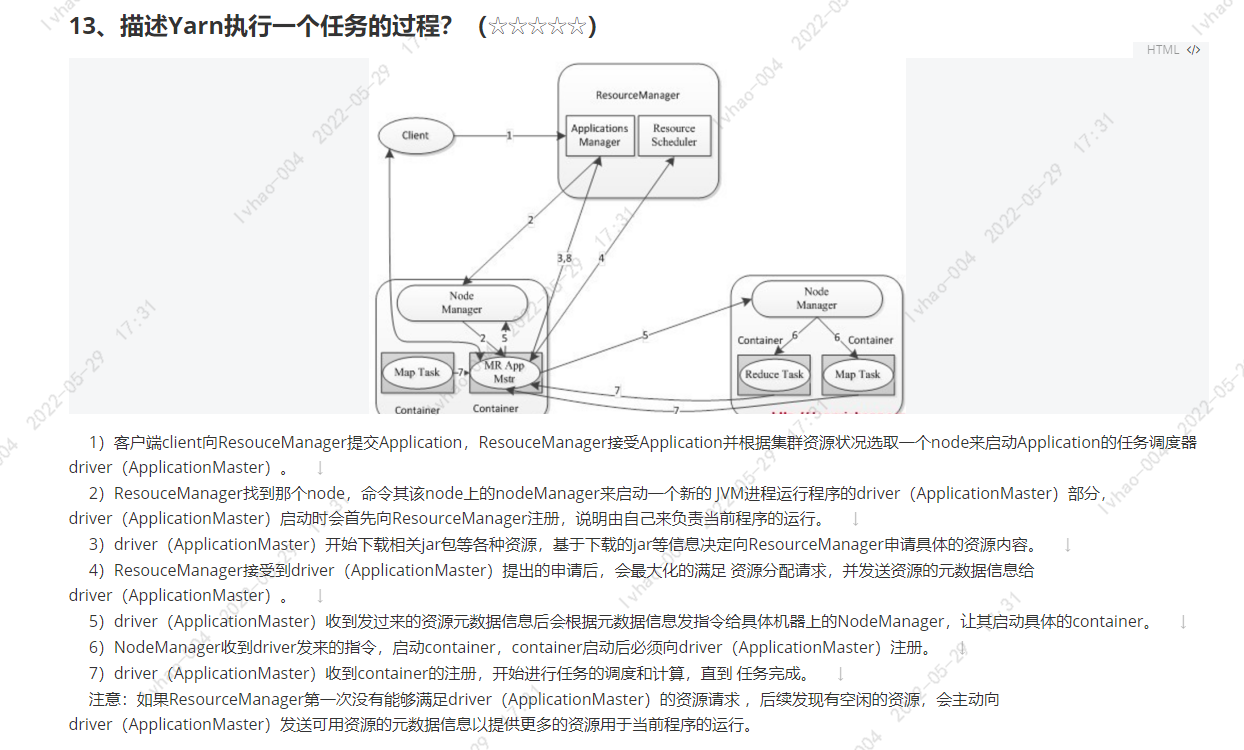 13、描述Yarn执行一个任务的过程？（☆☆☆☆☆）
HTML </>
ResourceManager
Applications
Manager
Resource
Scheduler
Client
1
2
3,8
4
Node
Manager
2
5
Map Task
7
MR App
Mstr
Container
Container
5
7
7
Node
Manager
Container
6
6
Container
Reduce Task
Map Task
1）客户端client向ResouceManager提交Application，ResouceManager接受Application并根据集群资源状况选取一个node来启动Application的任务调度器
driver（ApplicationMaster）。 ↓
2）ResouceManager找到那个node，命令其该node上的nodeManager来启动一个新的 JVM进程运行程序的driver（ApplicationMaster）部分，
driver（ApplicationMaster）启动时会首先向ResourceManager注册，说明由自己来负责当前程序的运行。 ↓
3）driver（ApplicationMaster）开始下载相关jar包等各种资源，基于下载的jar等信息决定向ResourceManager申请具体的资源内容。 ↓
4）ResouceManager接受到driver（ApplicationMaster）提出的申请后，会最大化的满足 资源分配请求，并发送资源的元数据信息给
driver（ApplicationMaster）。 ↓
5）driver（ApplicationMaster）收到发过来的资源元数据信息后会根据元数据信息发指令给具体机器上的NodeManager，让其启动具体的container。 ↓
6）NodeManager收到driver发来的指令，启动container，container启动后必须向driver（ApplicationMaster）注册。 ↓
7）driver（ApplicationMaster）收到container的注册，开始进行任务的调度和计算，直到 任务完成。 ↓
注意：如果ResourceManager第一次没有能够满足driver（ApplicationMaster）的资源请求 ，后续发现有空闲的资源，会主动向
driver（ApplicationMaster）发送可用资源的元数据信息以提供更多的资源用于当前程序的运行。
lvhao-004 2022-05-29 17:31